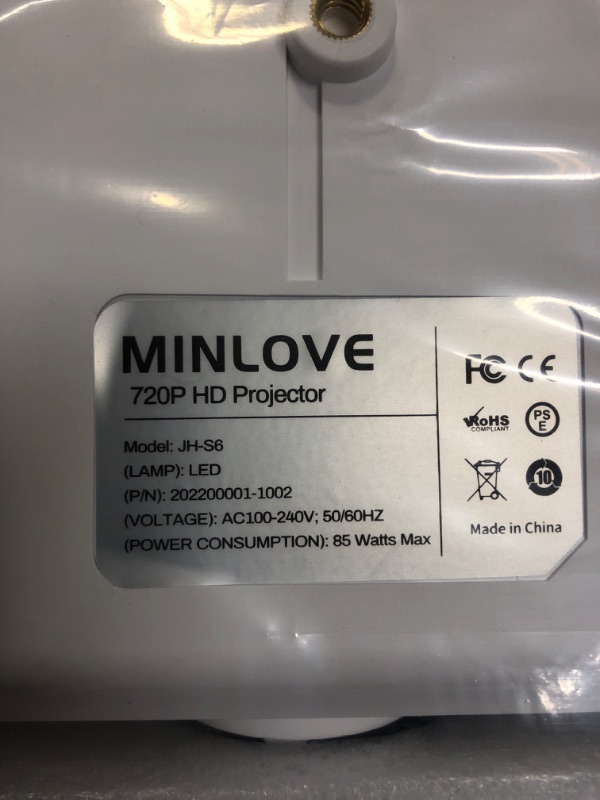 MINLOVE
720P HD Projector
Model: JH-S6
(LAMP): LED
(P/N): 202200001-1002
(VOLTAGE): AC100-240V; 50/60HZ
(POWER CONSUMPTION): 85 Watts Max
FC CE
RoHS
COMPLIANT
PS
E
10
Made in China